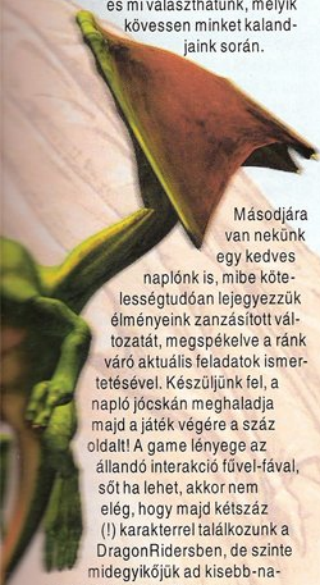 és mi választhatunk, melyik
kövessen minket kaland-
jaink során.
Másodjára
van nekünk
egy kedves
naplónk is, mibe köte-
lességtudóan lejegyezzük
élményeink zanzásított vál-
tozatát, megspékelve a ránk
váró aktuális feladatok ismer-
tetésével. Készüljünk fel, a
napló jócskán meghaladja
majd a játék végére a száz
oldalt! A game lényege az
állandó interakció fűvel-fával,
sőt ha lehet, akkor nem
elég, hogy majd kétszáz
(!) karakterrel találkozunk a
DragonRidersben, de szinte
midegyikőjük ad kisebb-na-